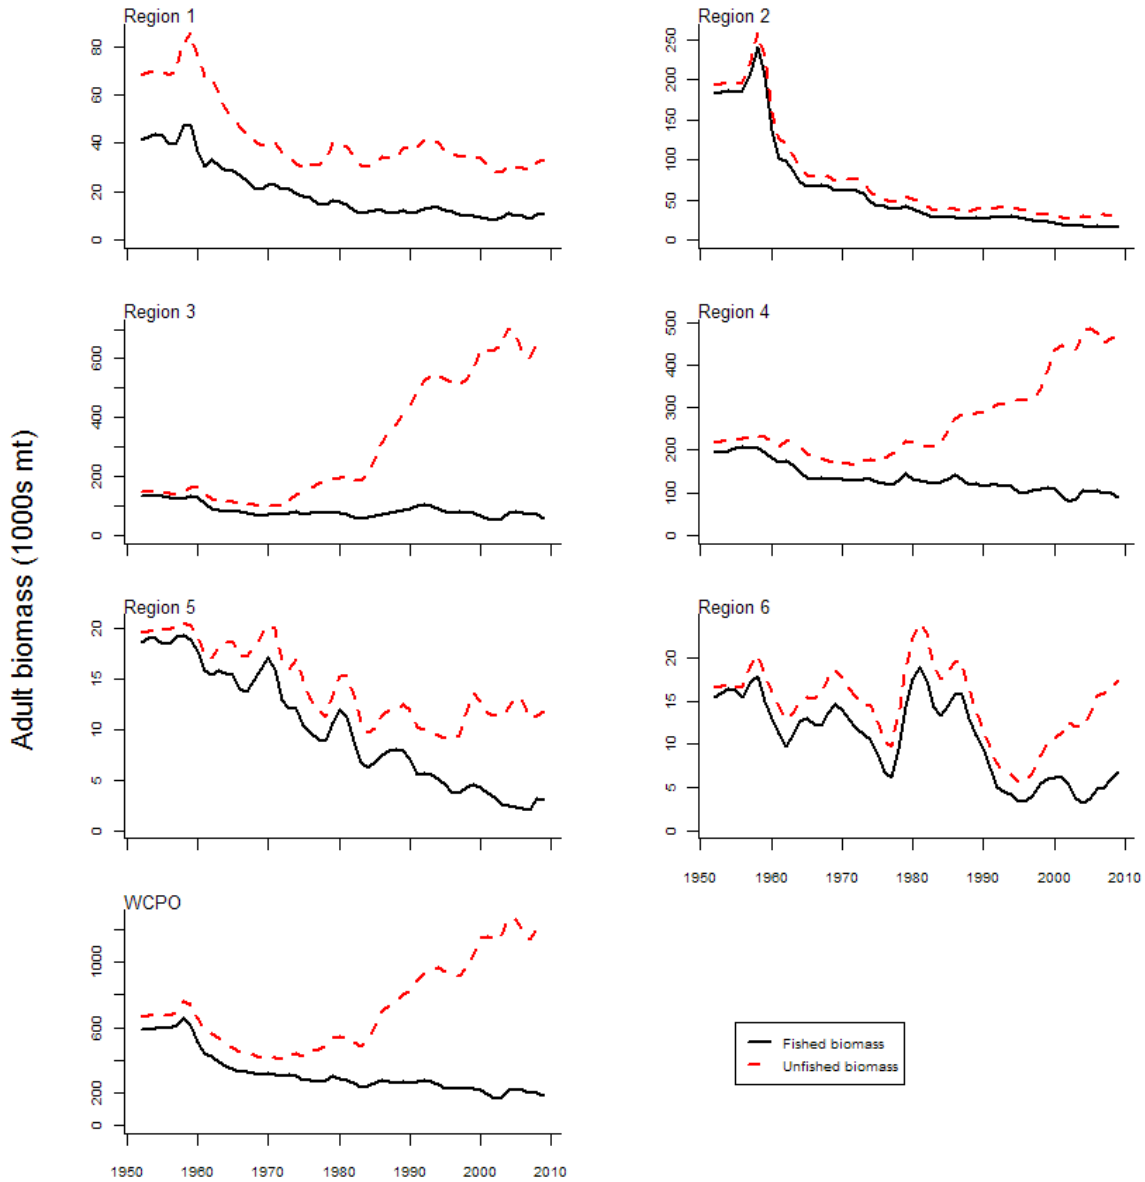 Adult biomass (1000s mt)
Region 1
0 20 40 60 80
Region 2
0 50 100 150 200 250
Region 3
0 200 400 600
Region 4
0 100 200 300 400 500
Region 5
0 5 10 15 20
Region 6
0 5 10 15 20
1950 1960 1970 1980 1990 2000 2010
WCPO
0 200 600 1000
1950 1960 1970 1980 1990 2000 2010
Fished biomass
Unfished biomass